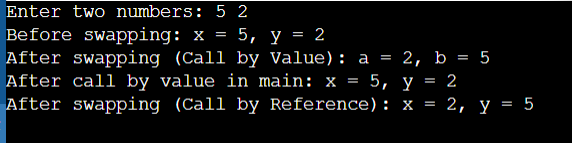 Enter two numbers: 5 2
Before swapping: x = 5, y = 2
After swapping (Call by Value): a = 2, b = 5
After call by value in main: x = 5, y = 2
After swapping (Call by Reference): x = 2, y = 5